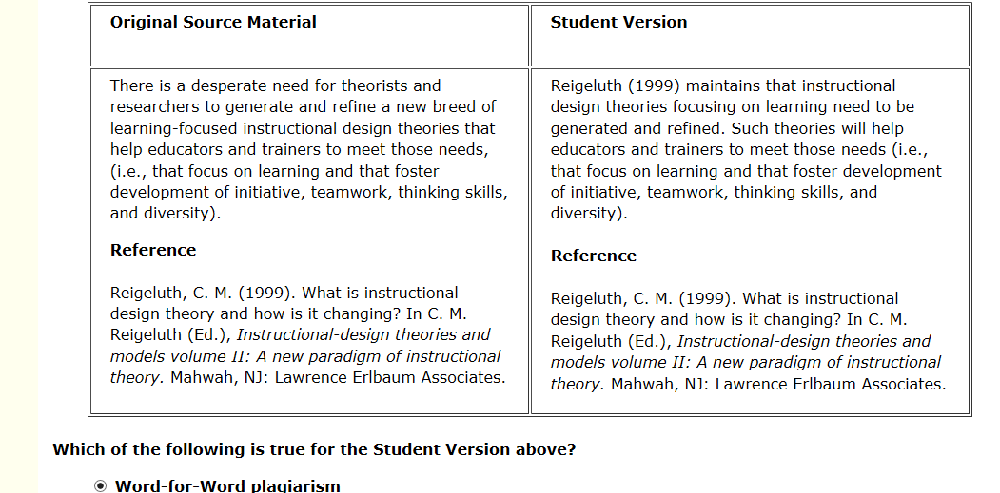 Original Source Material
Student Version
There is a desperate need for theorists and
researchers to generate and refine a new breed of
learning-focused instructional design theories that
help educators and trainers to meet those needs,
(i.e., that focus on learning and that foster
development of initiative, teamwork, thinking skills,
and diversity).
Reference
Reigeluth, C. M. (1999). What is instructional
design theory and how is it changing? In C. M.
Reigeluth (Ed.), Instructional-design theories and
models volume II: A new paradigm of instructional
theory. Mahwah, NJ: Lawrence Erlbaum Associates.
Reigeluth (1999) maintains that instructional
design theories focusing on learning need to be
generated and refined. Such theories will help
educators and trainers to meet those needs (i.e.,
that focus on learning and that foster development
of initiative, teamwork, thinking skills, and
diversity).
Reference
Reigeluth, C. M. (1999). What is instructional
design theory and how is it changing? In C. M.
Reigeluth (Ed.), Instructional-design theories and
models volume II: A new paradigm of instructional
theory. Mahwah, NJ: Lawrence Erlbaum Associates.
Which of the following is true for the Student Version above?
Word-for-Word plagiarism